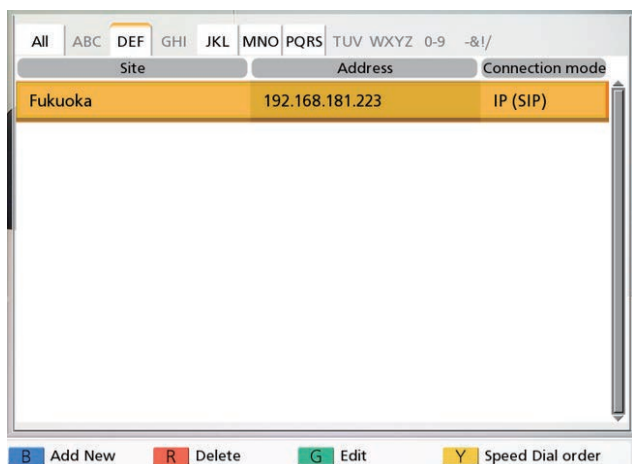 All ABC DEF GHI JKL MNO PQRS TUV WXYZ 0-9 -&!/
Site Address Connection mode
Fukuoka 192.168.181.223 IP (SIP)
B Add New R Delete G Edit Y Speed Dial order